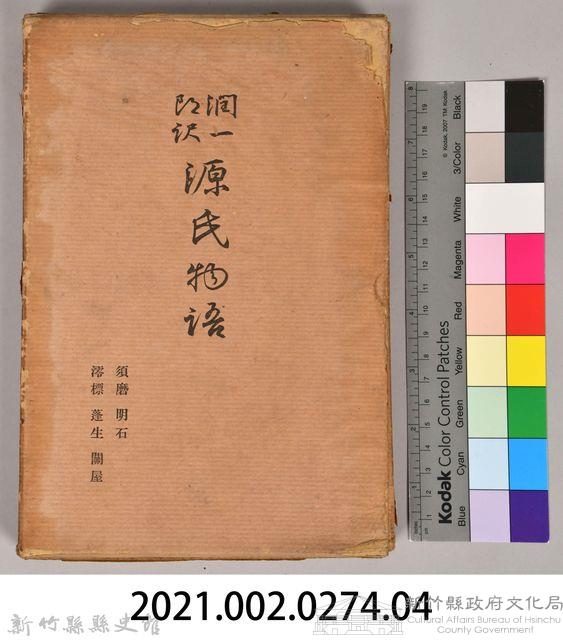 潤一
郎訳
源氏物語
須磨 明石
澪標 蓬生 關屋
Kodak Color Control Patches
© Kodak, 2007 TM: Kodak
Blue
Cyan
Green
Yellow
Red
Magenta
White
3/Color
Black
2021.002.0274.04
新竹縣縣史館
新竹縣政府文化局
Cultural Affairs Bureau of Hsinchu
County Government